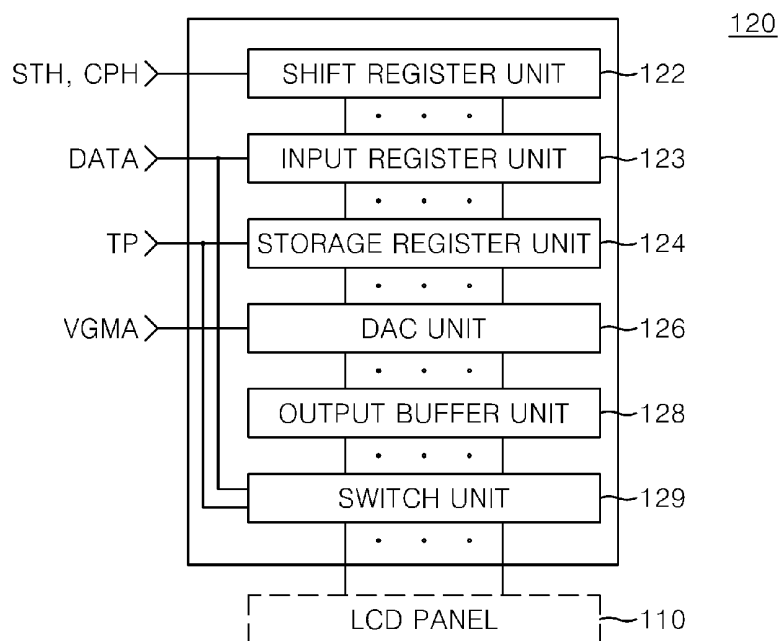 120
STH, CPH SHIFT REGISTER UNIT 122
DATA INPUT REGISTER UNIT 123
TP STORAGE REGISTER UNIT 124
VGMA DAC UNIT 126
OUTPUT BUFFER UNIT 128
SWITCH UNIT 129
LCD PANEL 110